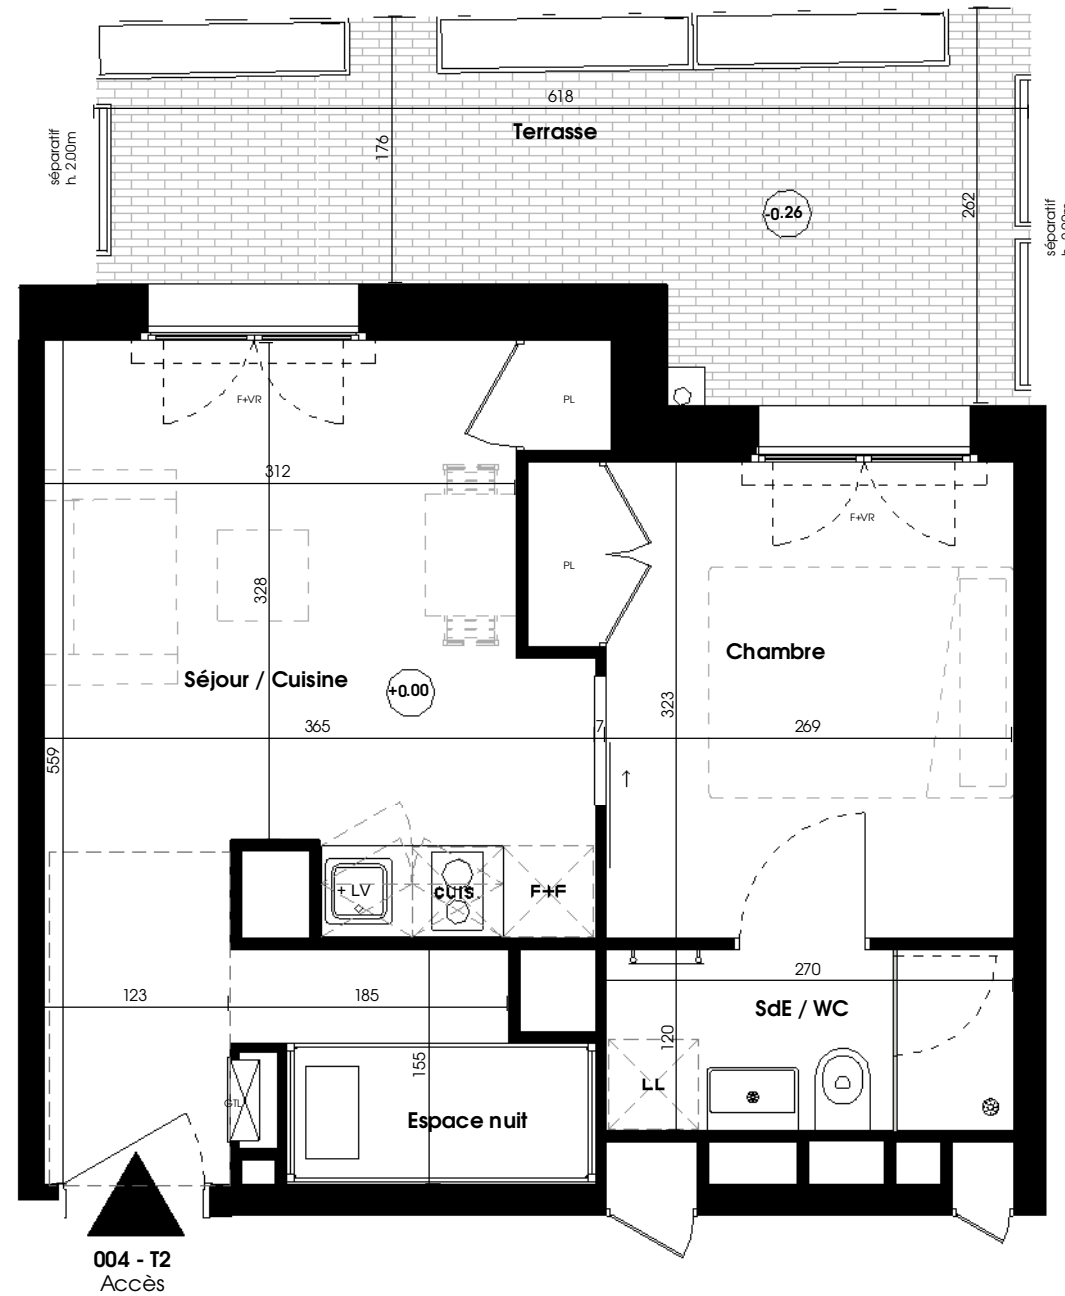 618
Terrasse
176
séparatif
h. 2.00m
-0.26
262
séparatif
F+VR
PL
312
F+VR
PL
328
Chambre
Séjour / Cuisine
+0.00
323
365
7
269
559
+ LV
cuis
F+F
123
185
270
SdE / WC
120
155
LL
GTL
Espace nuit
004 - T2
Accès